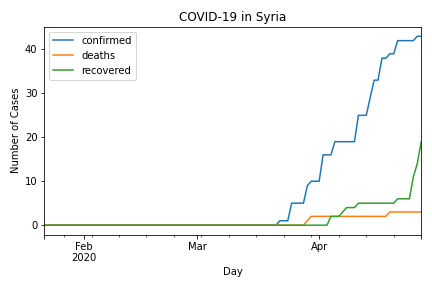 COVID-19 in Syria
confirmed
deaths
recovered
Number of Cases
40
30
20
10
0
Feb
2020
Mar
Apr
Day